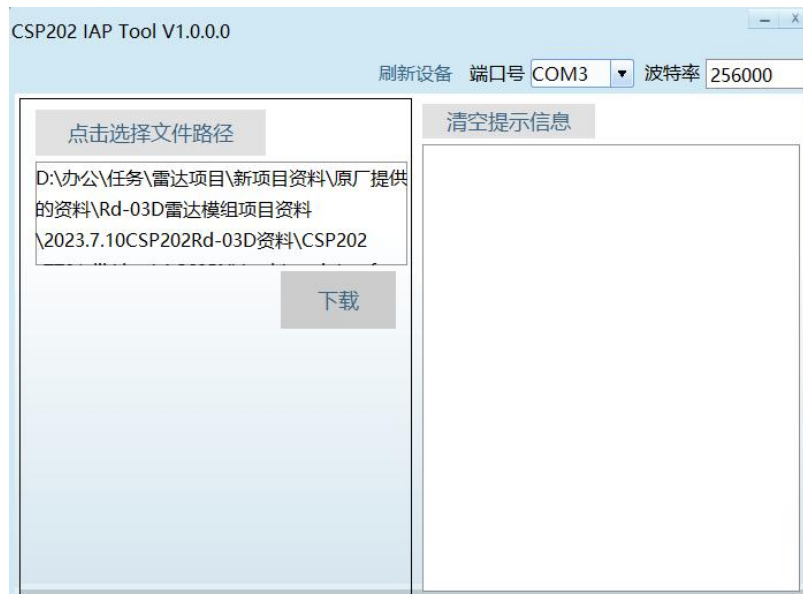 CSP202 IAP Tool V1.0.0.0
刷新设备 端口号 COM3 波特率 256000
点击选择文件路径
清空提示信息
D:\办公\任务\雷达项目\新项目资料\原厂提供
的资料\Rd-03D雷达模组项目资料
\2023.7.10CSP202Rd-03D资料\CSP202
下载